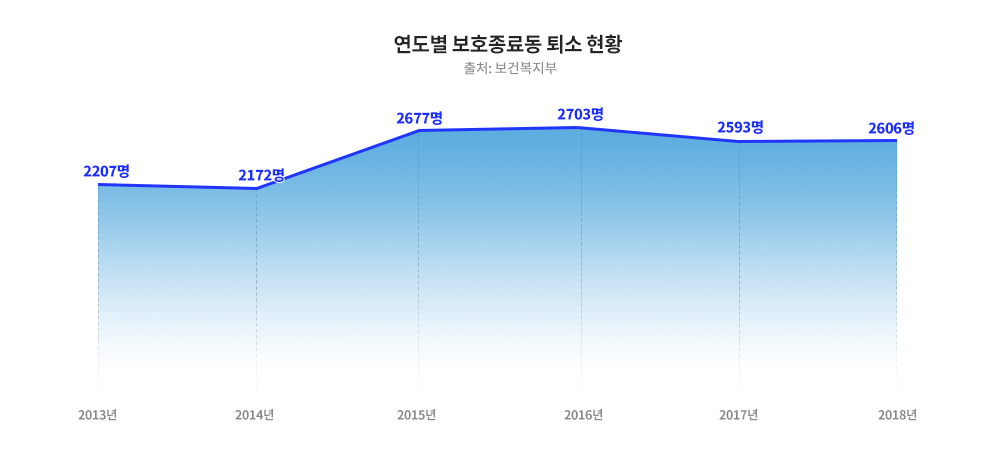 연도별 보호종료동 퇴소 현황
출처: 보건복지부
2207명
2172명
2677명
2703명
2593명
2606명
2013년
2014년
2015년
2016년
2017년
2018년